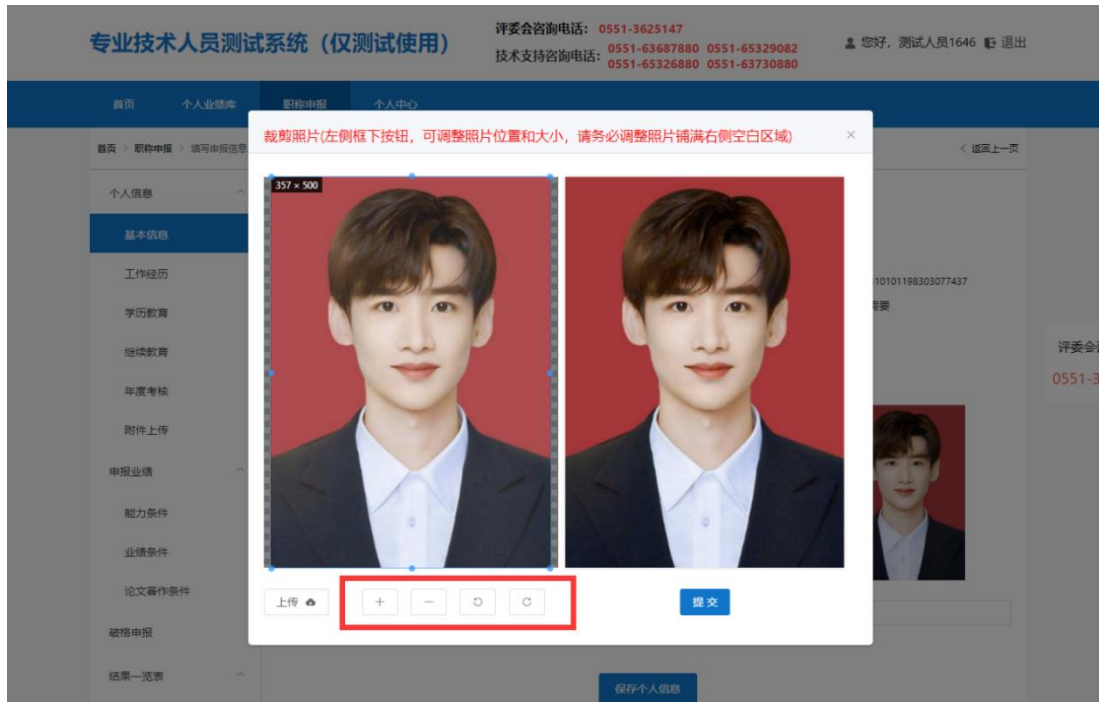 专业技术人员测试系统（仅测试使用）
评委会咨询电话： 0551-3625147
技术支持咨询电话： 0551-63687880 0551-65329082
0551-65326880 0551-63730880
您好，测试人员1646 退出
首页 个人业绩库 职称申报 个人中心
裁剪照片(左侧框下按钮，可调整照片位置和大小，请务必调整照片铺满右侧空白区域)
首页 > 职称申报 > 填写申报信息
< 返回上一页
个人信息
357 × 500
基本信息
工作经历
10101198303077437
学历教育
需要
继续教育
评委会
0551-3
年度考核
附件上传
申报业绩
能力条件
业绩条件
论文著作条件
上传 + −
提交
破格申报
结果一览表
保存个人信息